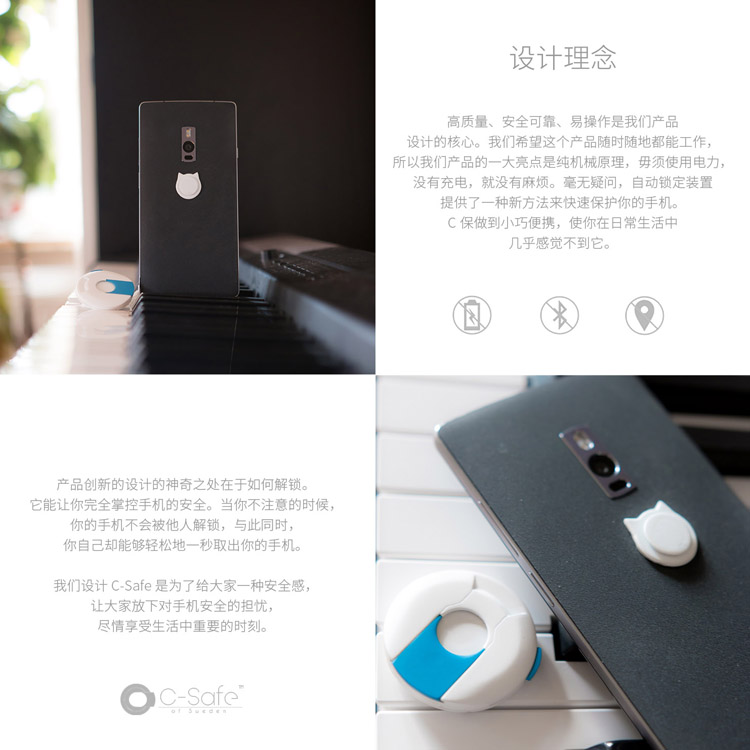 设计理念
高质量、安全可靠、易操作是我们产品
设计的核心。我们希望这个产品随时随地都能工作，
所以我们产品的一大亮点是纯机械原理，毋须使用电力，
没有充电，就没有麻烦。毫无疑问，自动锁定装置
提供了一种新方法来快速保护你的手机。
C 保做到小巧便携，使你在日常生活中
几乎感觉不到它。
产品创新的设计的神奇之处在于如何解锁。
它能让你完全掌控手机的安全。当你不注意的时候，
你的手机不会被他人解锁，与此同时，
你自己却能够轻松地一秒取出你的手机。
我们设计 C-Safe 是为了给大家一种安全感，
让大家放下对手机安全的担忧，
尽情享受生活中重要的时刻。
C-Safe™
of Sweden